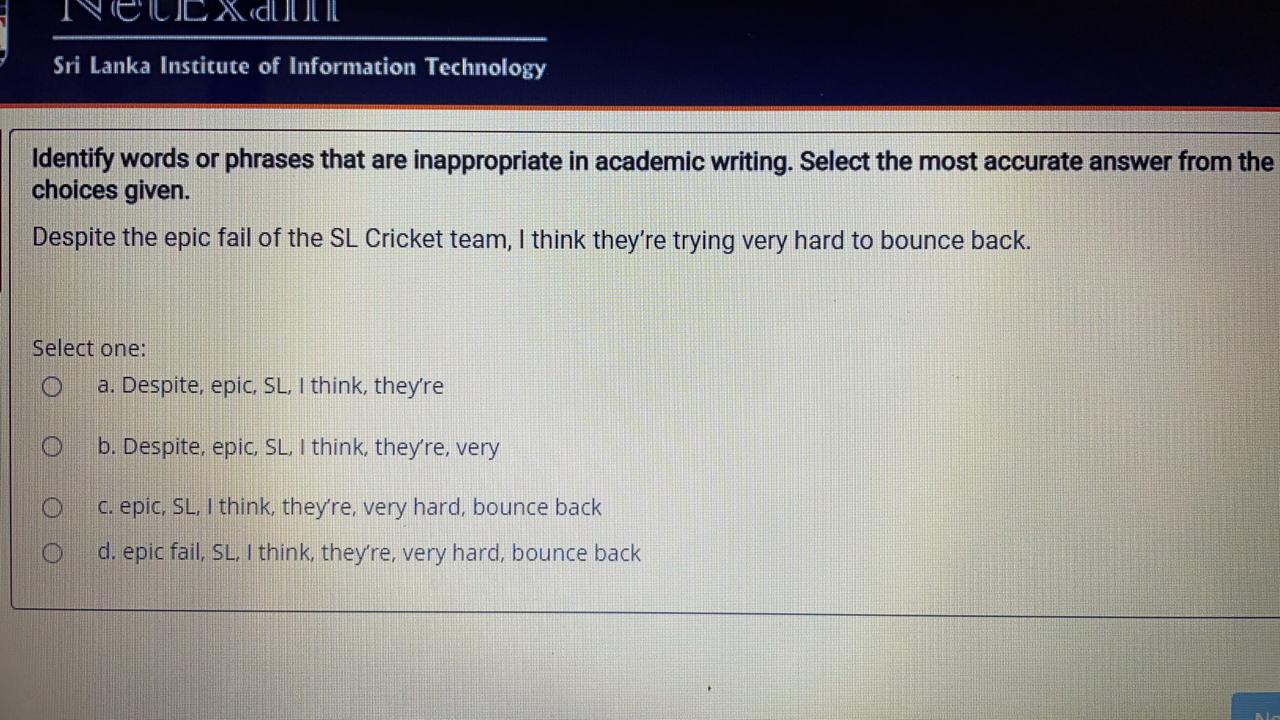 NetExam
Sri Lanka Institute of Information Technology
Identify words or phrases that are inappropriate in academic writing. Select the most accurate answer from the
choices given.
Despite the epic fail of the SL Cricket team, I think they're trying very hard to bounce back.
Select one:
a. Despite, epic, SL, I think, they're
b. Despite, epic, SL, I think, they're, very
c. epic, SL, I think, they're, very hard, bounce back
d. epic fail, SL, I think, they're, very hard, bounce back